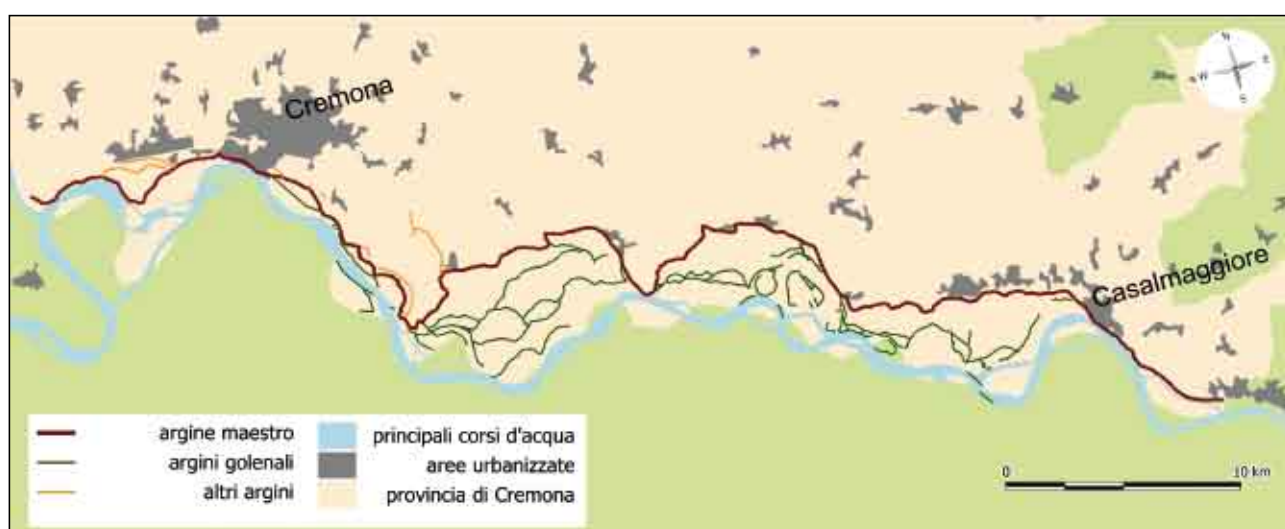 N
W
E
S
Cremona
Casalmaggiore
argine maestro
argini golenali
altri argini
principali corsi d'acqua
aree urbanizzate
provincia di Cremona
0 10 km